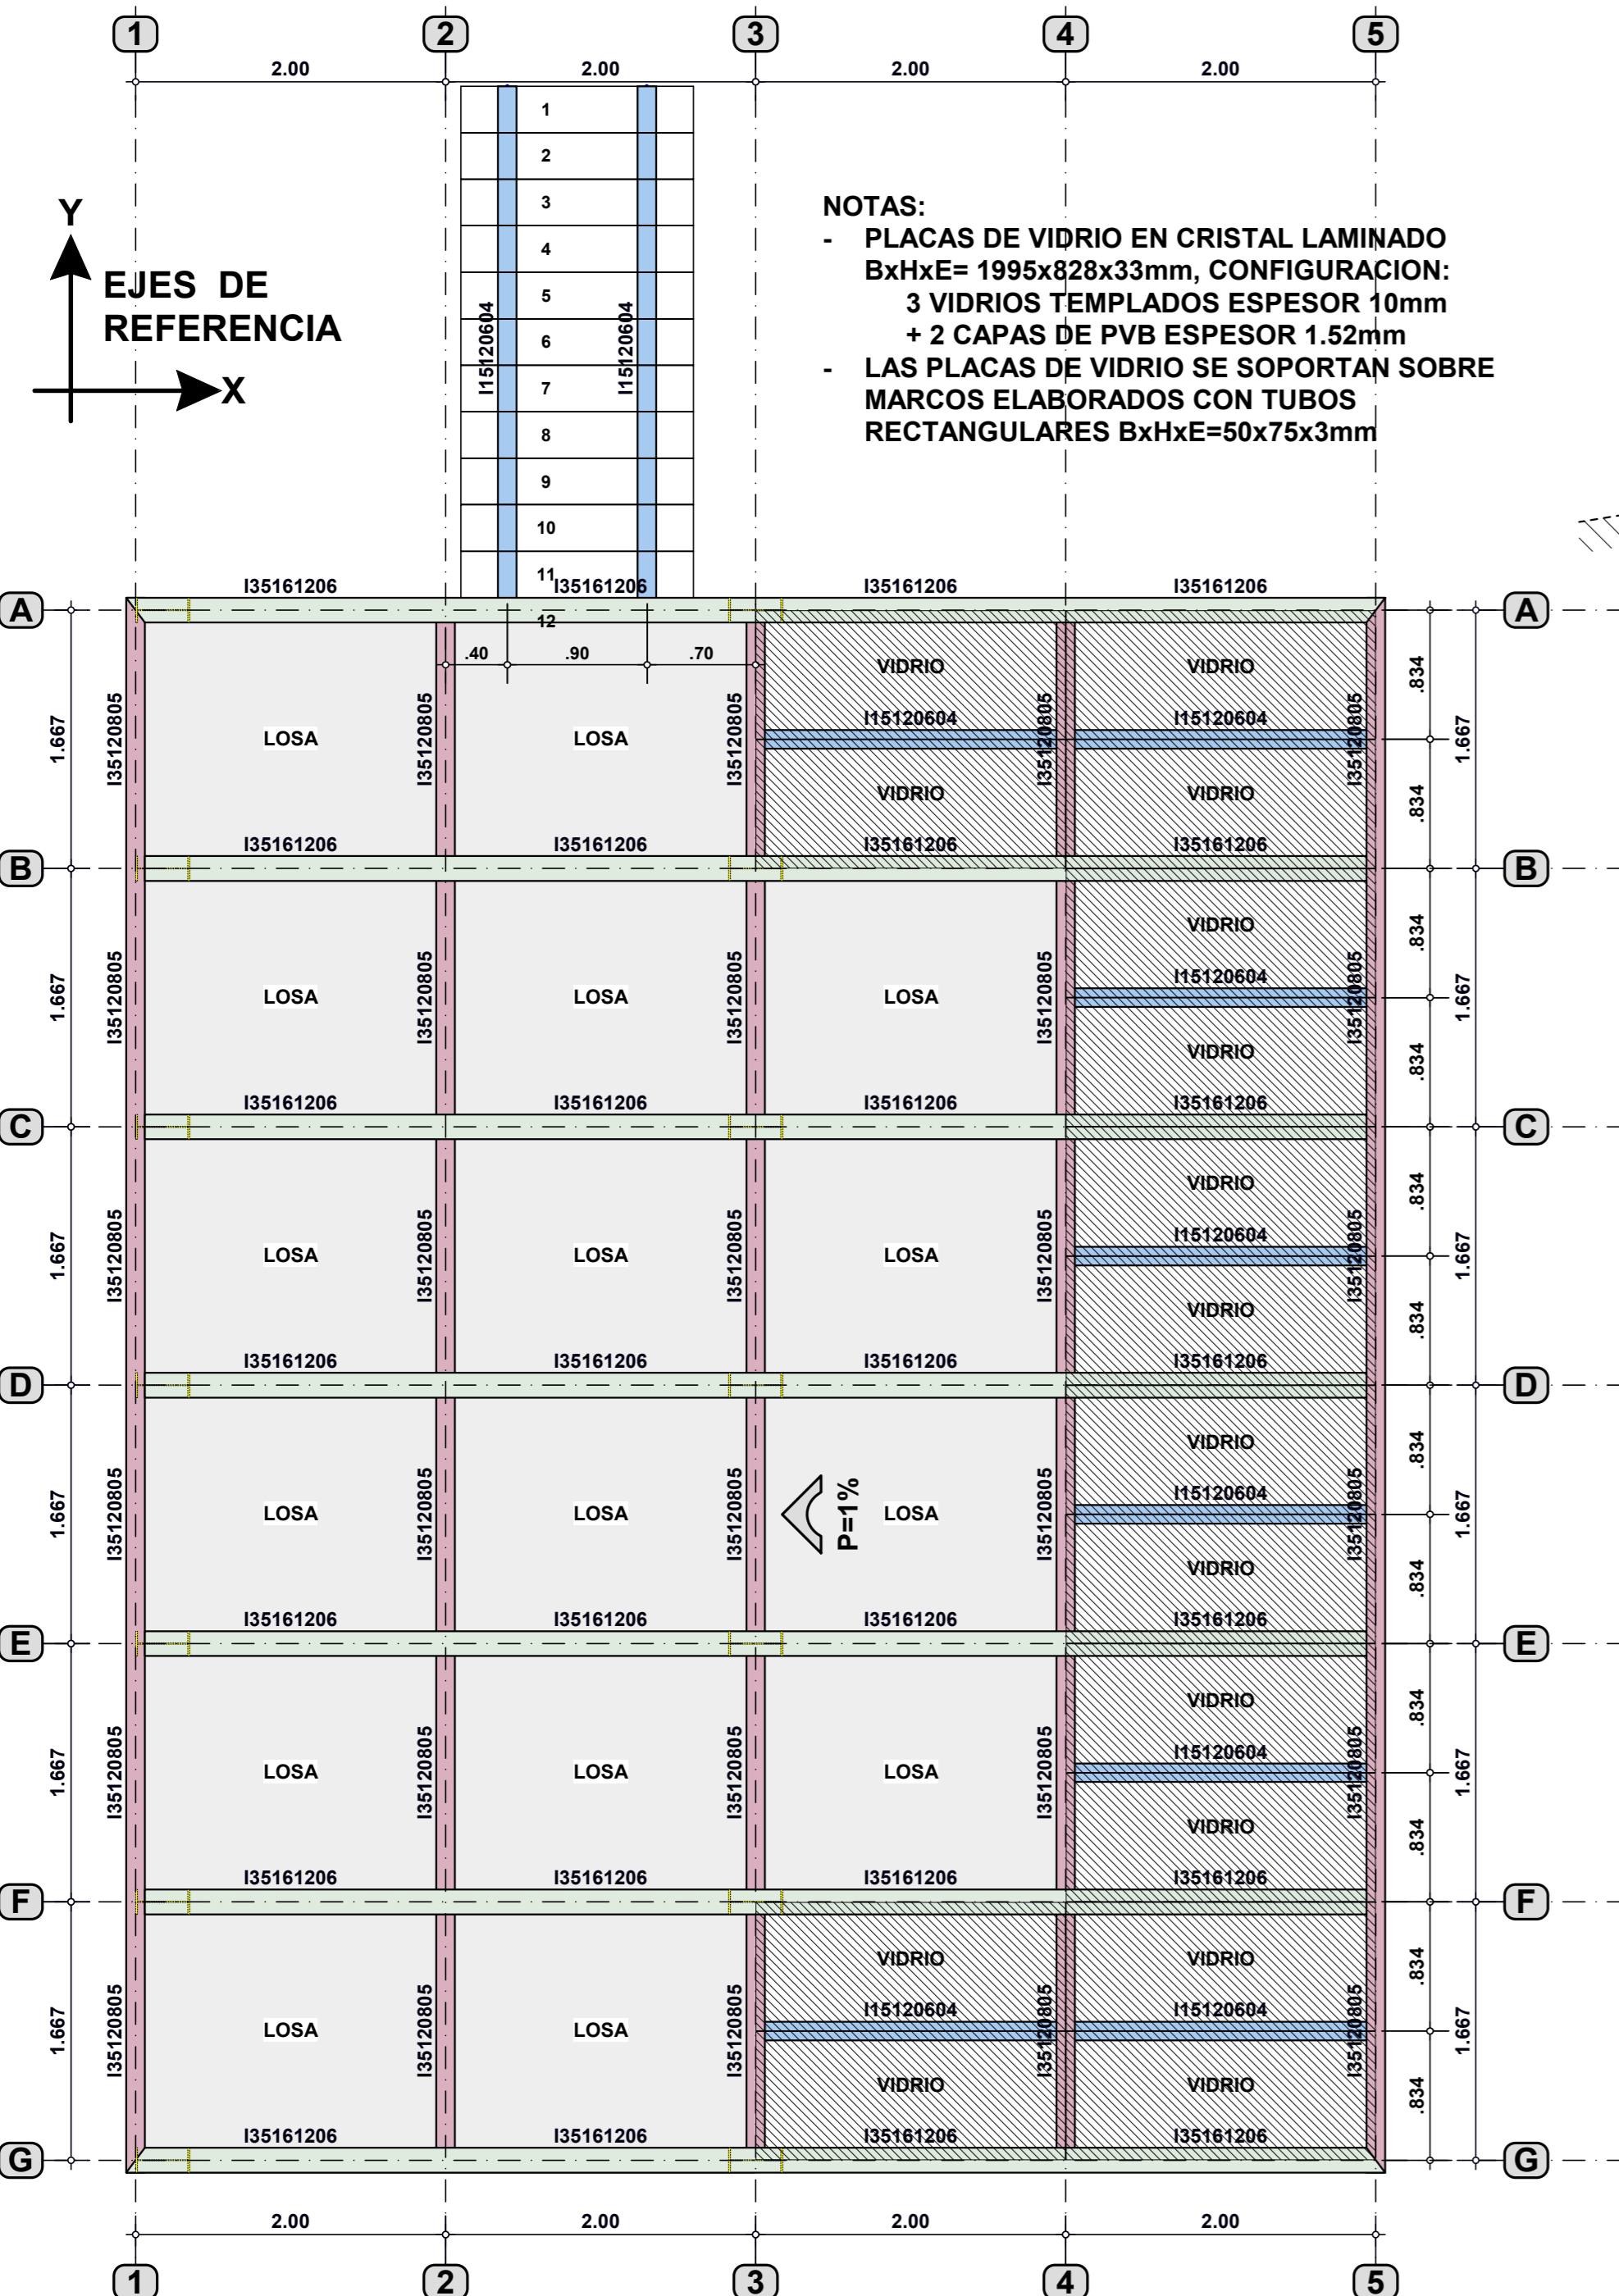 1 2 3 4 5
2.00 2.00 2.00 2.00
1
2
3
4
5
6
7
8
9
10
11
12
I15120604 I15120604
Y
EJES DE
REFERENCIA
X
NOTAS:
- PLACAS DE VIDRIO EN CRISTAL LAMINADO
BxHxE= 1995x828x33mm, CONFIGURACION:
3 VIDRIOS TEMPLADOS ESPESOR 10mm
+ 2 CAPAS DE PVB ESPESOR 1.52mm
- LAS PLACAS DE VIDRIO SE SOPORTAN SOBRE
MARCOS ELABORADOS CON TUBOS
RECTANGULARES BxHxE=50x75x3mm
I35161206 I35161206 I35161206 I35161206
A A
.40 .90 .70
VIDRIO VIDRIO .834
I15120604 I15120604
1.667 I35120805 LOSA I35120805 LOSA I35120805 I35120805 I35120805 1.667
VIDRIO VIDRIO .834
I35161206 I35161206 I35161206 I35161206
B B
VIDRIO .834
I15120604
1.667 I35120805 LOSA I35120805 LOSA I35120805 LOSA I35120805 I35120805 1.667
VIDRIO .834
I35161206 I35161206 I35161206 I35161206
C C
VIDRIO .834
I15120604
1.667 I35120805 LOSA I35120805 LOSA I35120805 LOSA I35120805 I35120805 1.667
VIDRIO .834
I35161206 I35161206 I35161206 I35161206
D D
VIDRIO .834
I15120604
1.667 I35120805 LOSA I35120805 LOSA I35120805 P=1% LOSA I35120805 I35120805 1.667
VIDRIO .834
I35161206 I35161206 I35161206 I35161206
E E
VIDRIO .834
I15120604
1.667 I35120805 LOSA I35120805 LOSA I35120805 LOSA I35120805 I35120805 1.667
VIDRIO .834
I35161206 I35161206 I35161206 I35161206
F F
VIDRIO VIDRIO .834
I15120604 I15120604
1.667 I35120805 LOSA I35120805 LOSA I35120805 I35120805 I35120805 1.667
VIDRIO VIDRIO .834
I35161206 I35161206 I35161206 I35161206
G G
2.00 2.00 2.00 2.00
1 2 3 4 5